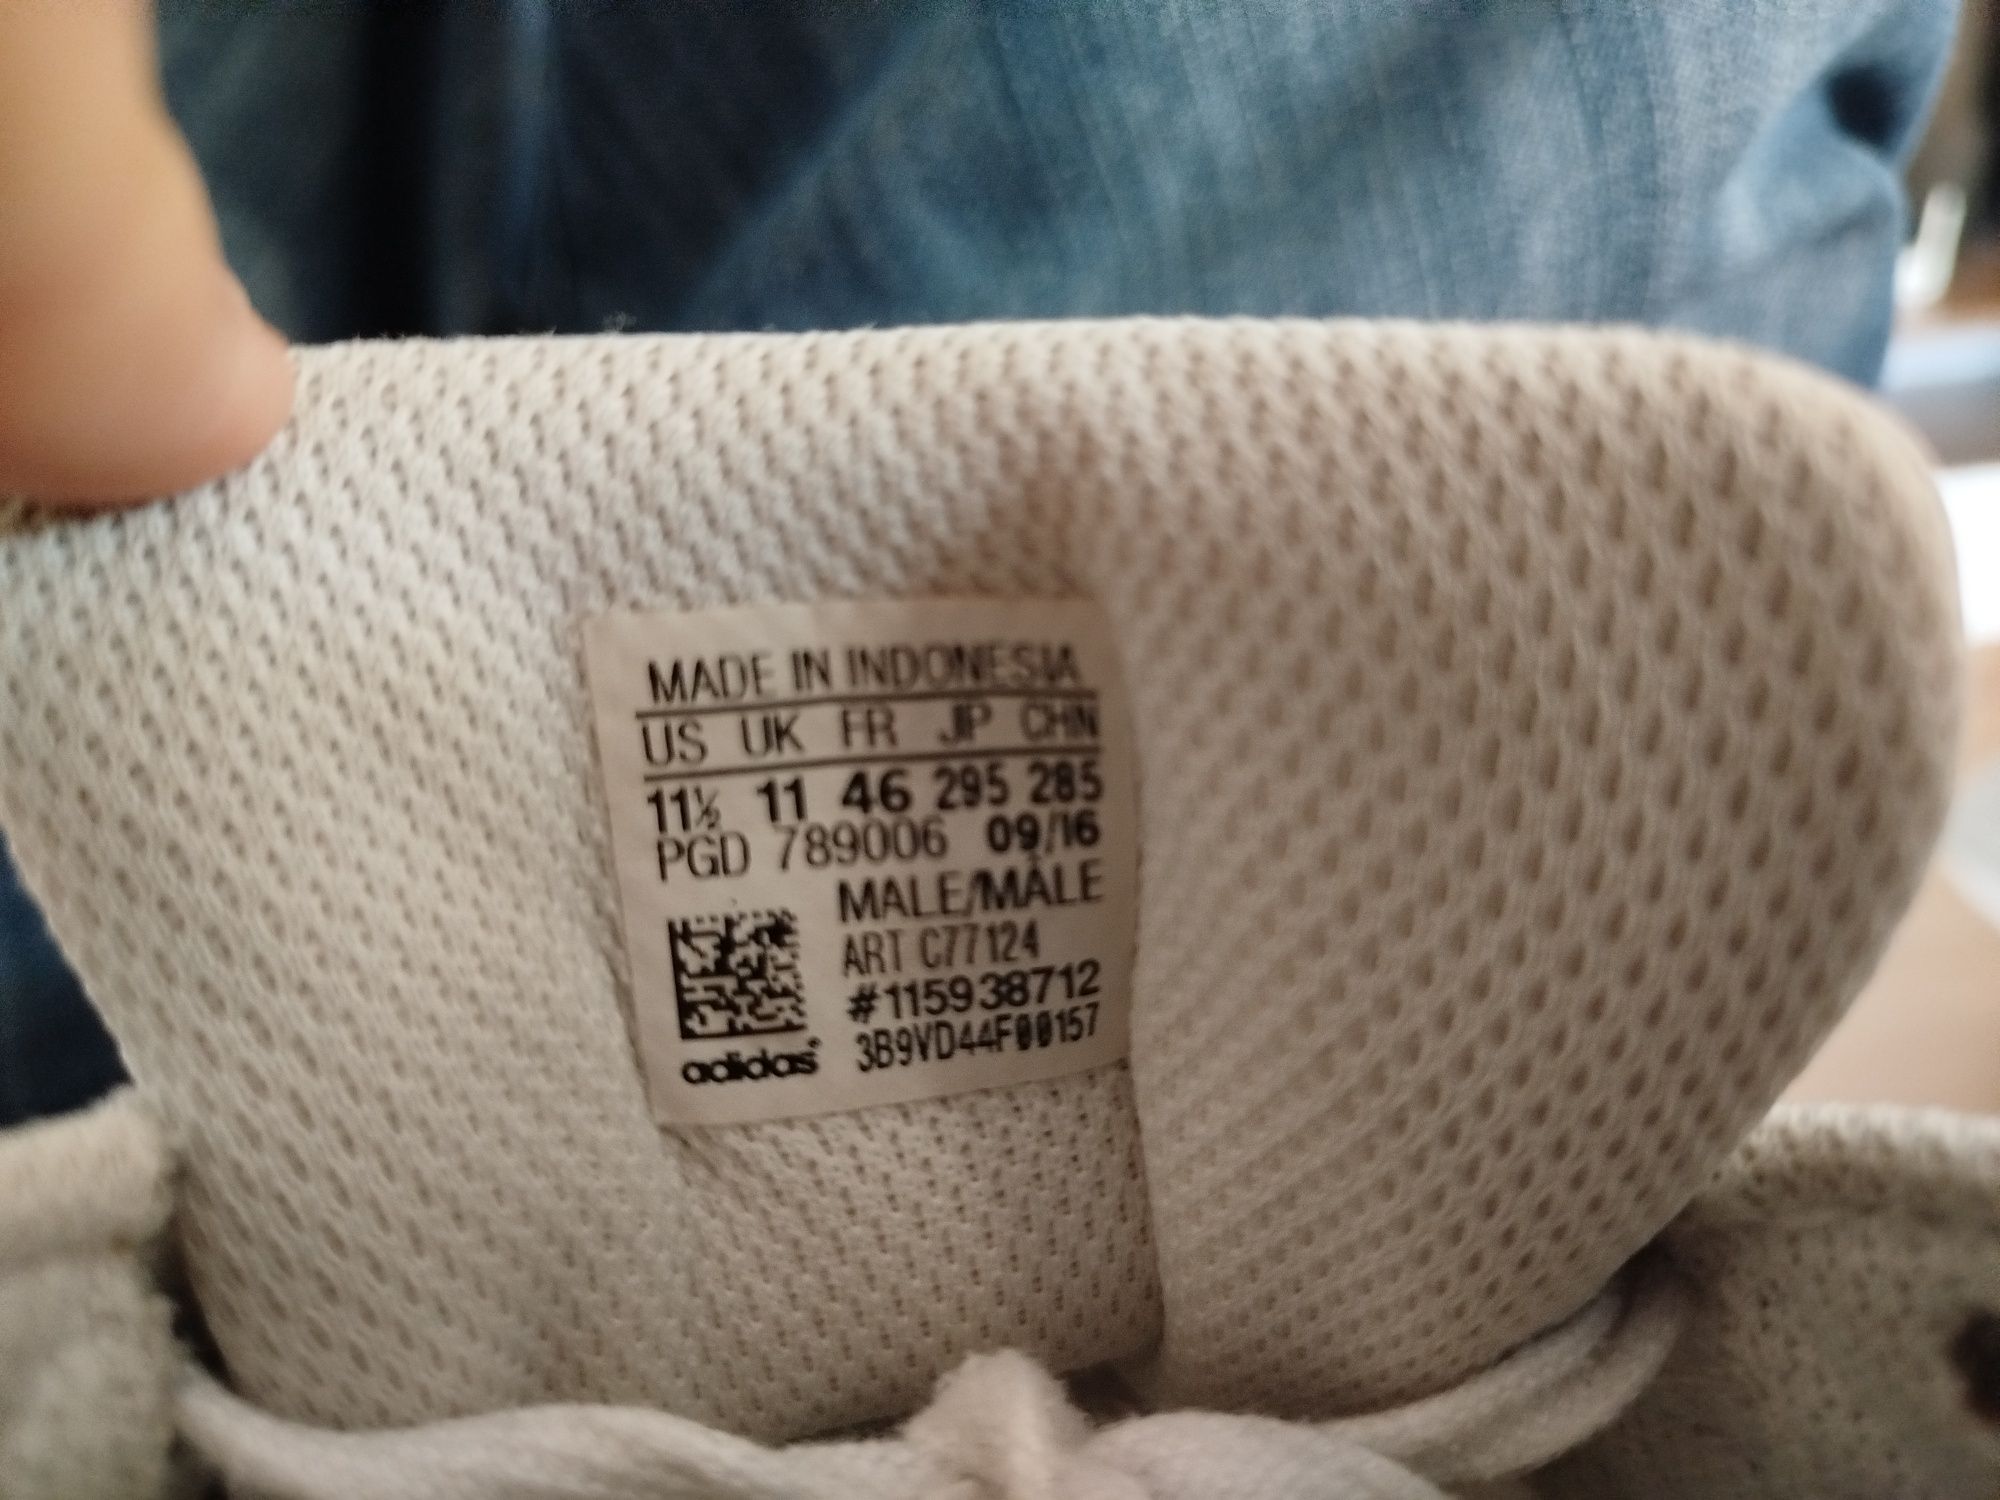 MADE IN INDONESIA
US UK FR JP CHN
11½ 11 46 295 285
PGD 789006 09/16
MALE/MÂLE
ART C77124
#115938712
adidas® 3B9VD44F00157